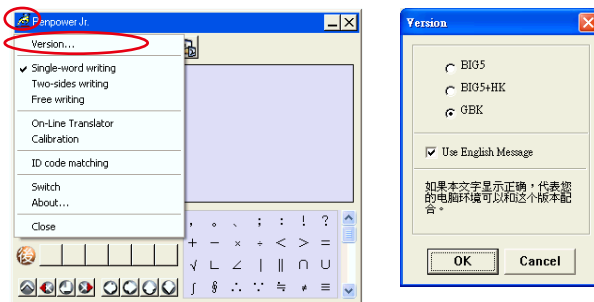 Penpower Jr.
Version...
Single-word writing
Two-sides writing
Free writing
On-Line Translator
Calibration
ID code matching
Switch
About...
Close
後
, 。 、 ; : ! ?
+ − × ÷ < > =
√ ∟ ∠ | ‖ ∩ ∪
∫ § ∴ ∵ ≒ ≠ ≡
Version
BIG5
BIG5+HK
GBK
Use English Message
如果本文字显示正确，代表您
的电脑环境可以和这个版本配
合。
OK Cancel